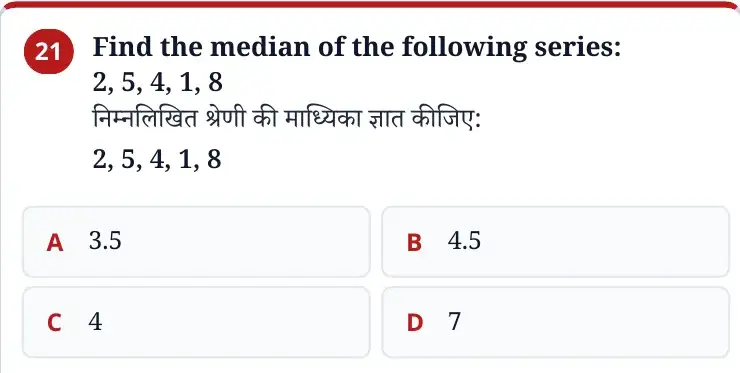 21 Find the median of the following series:
2, 5, 4, 1, 8
निम्नलिखित श्रेणी की माध्यिका ज्ञात कीजिए:
2, 5, 4, 1, 8
A 3.5
B 4.5
C 4
D 7